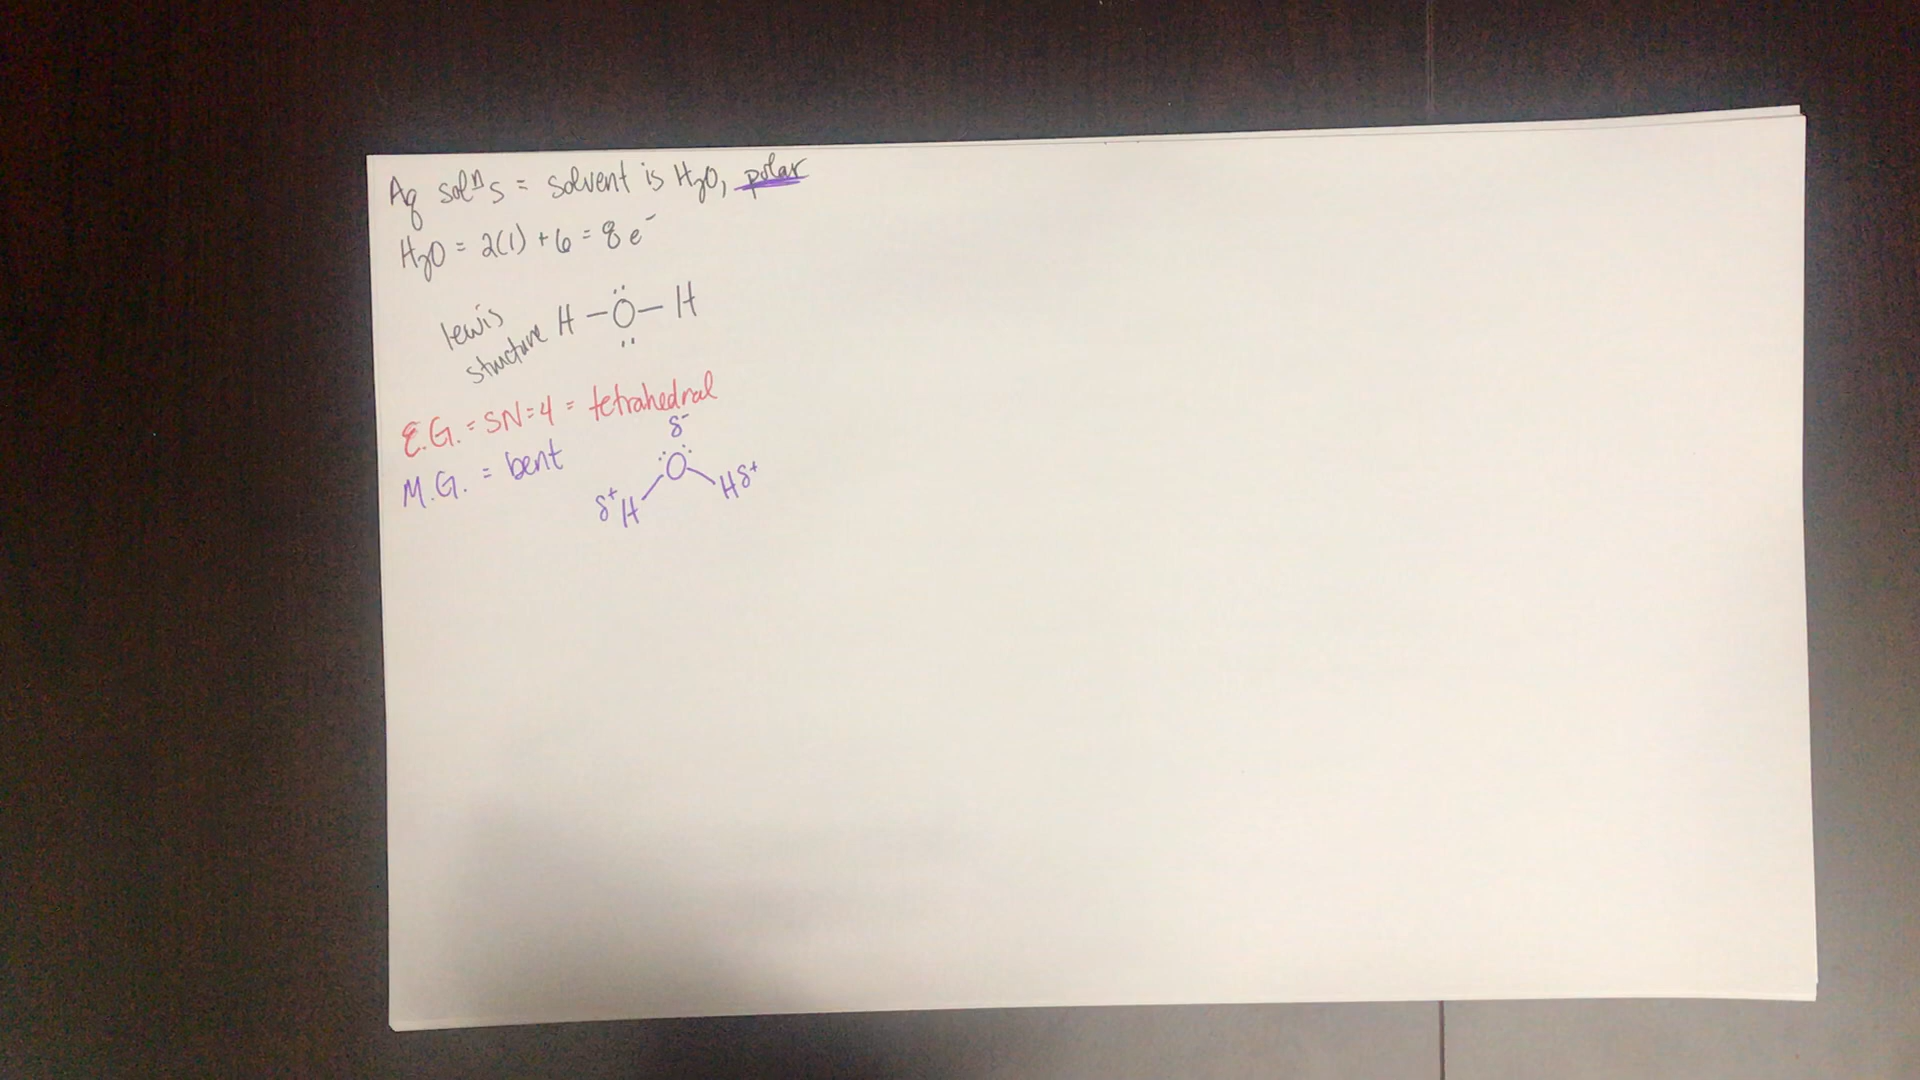 Aq solⁿs = solvent is H₂O, polar
H₂O = 2(1) + 6 = 8 e⁻
lewis structure H – Ö – H
E.G. = SN = 4 = tetrahedral
M.G. = bent
δ⁻
O
δ⁺ H H δ⁺